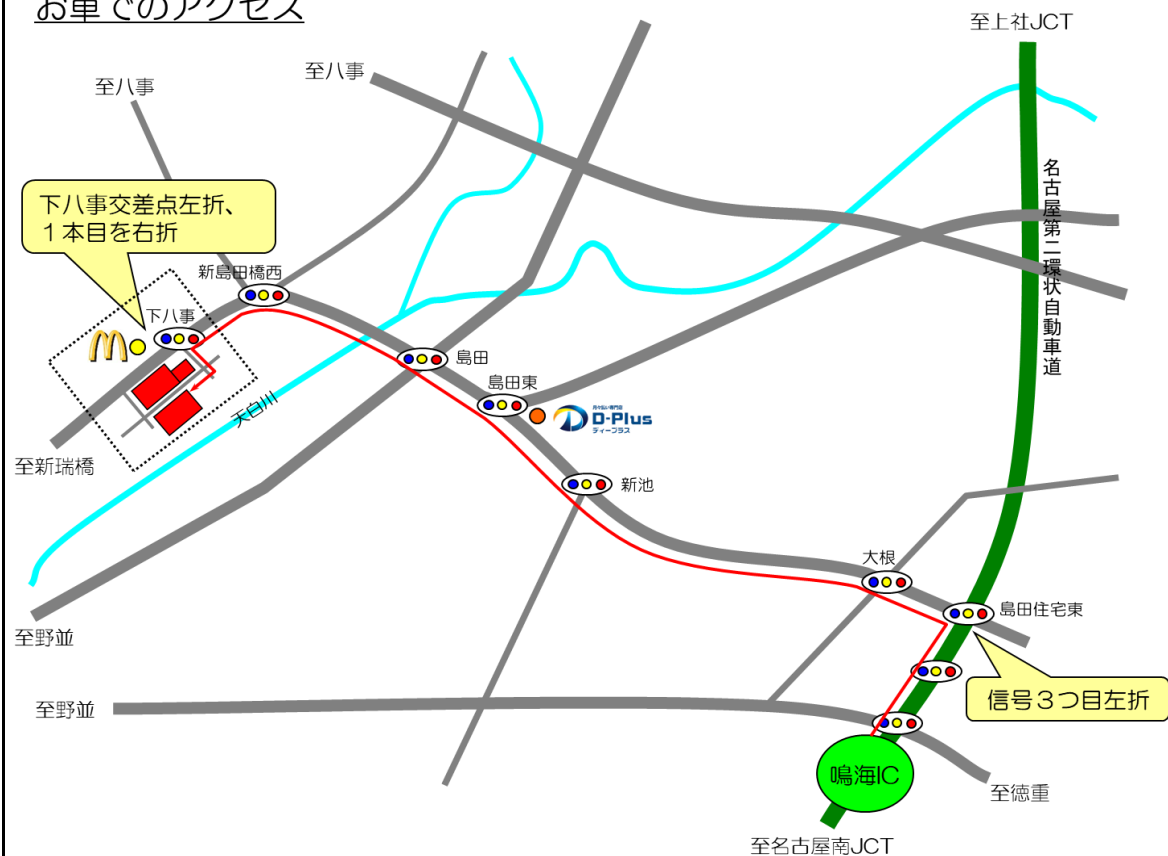 お車でのアクセス
至上社JCT
至八事
至八事
名古屋第二環状自動車道
下八事交差点左折、
1本目を右折
新島田橋西
下八事
島田
島田東
D-Plus
ディープラス
天白川
至新瑞橋
新池
大根
島田住宅東
至野並
信号3つ目左折
至野並
鳴海IC
至徳重
至名古屋南JCT